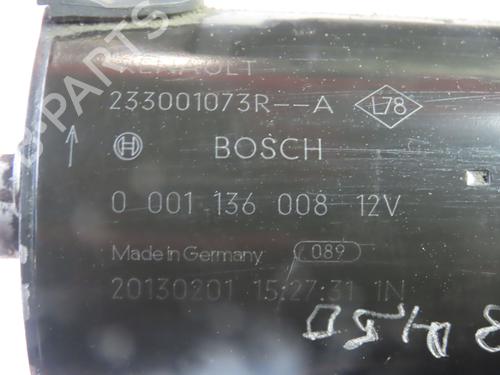 RENAULT
233001073R--A L78
BOSCH
0 001 136 008 12V
Made in Germany 089
20130201 15:27:31 1N